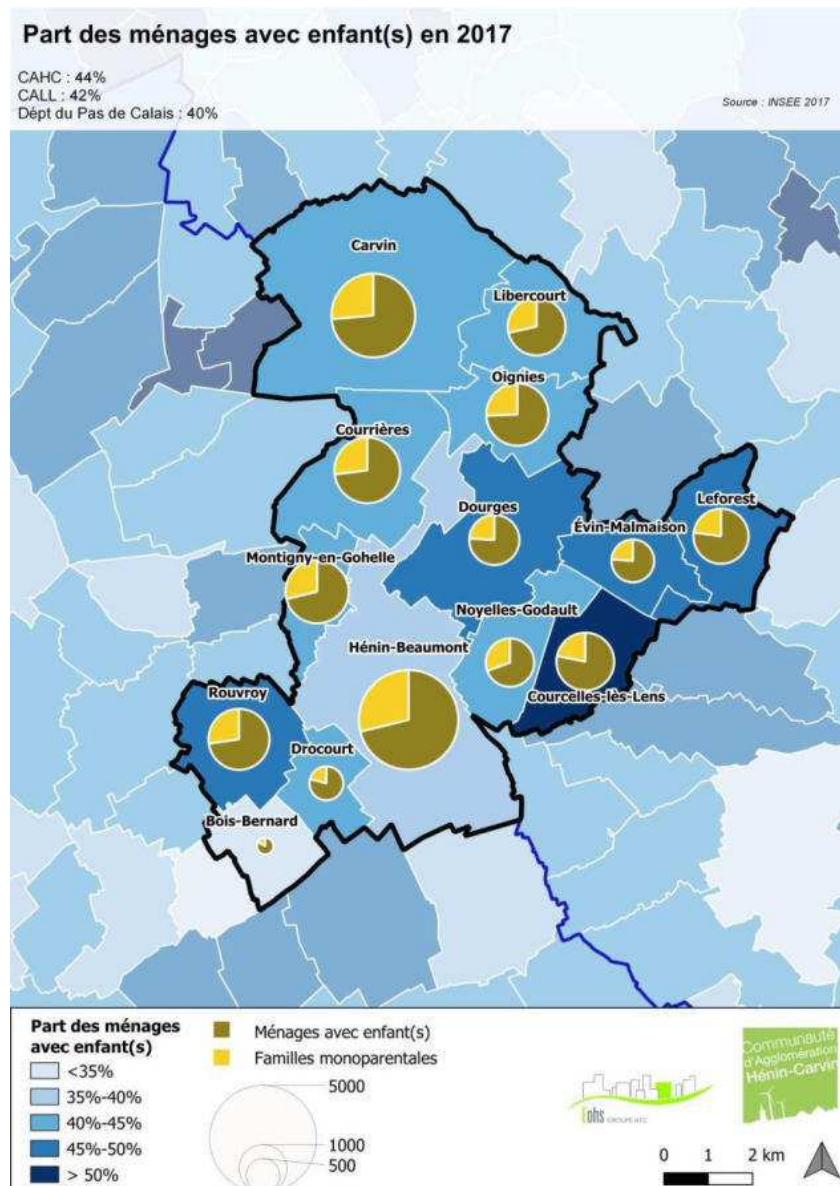 Part des ménages avec enfant(s) en 2017
CAHC : 44%
CALL : 42%
Dépt du Pas de Calais : 40%
Source : INSEE 2017
Carvin
Libercourt
Oignies
Courrières
Dourges
Leforest
Évin-Malmaison
Montigny-en-Gohelle
Noyelles-Godault
Hénin-Beaumont
Rouvroy
Courcelles-lès-Lens
Drocourt
Bois-Bernard
Part des ménages
avec enfant(s)
<35%
35%-40%
40%-45%
45%-50%
> 50%
Ménages avec enfant(s)
Familles monoparentales
5000
1000
500
Communauté
d'Agglomération
Hénin-Carvin
0 1 2 km